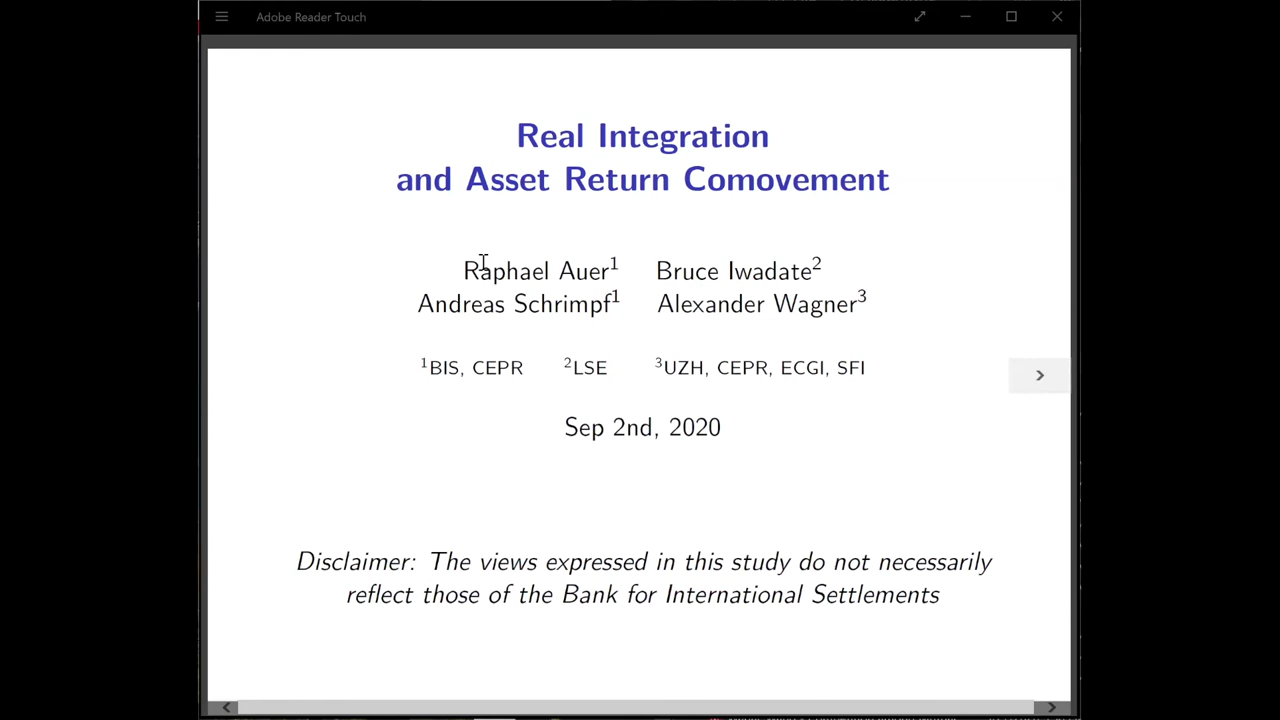 Adobe Reader Touch
Real Integration
and Asset Return Comovement
Raphael Auer¹ Bruce Iwadate²
Andreas Schrimpf¹ Alexander Wagner³
¹BIS, CEPR ²LSE ³UZH, CEPR, ECGI, SFI
Sep 2nd, 2020
Disclaimer: The views expressed in this study do not necessarily
reflect those of the Bank for International Settlements